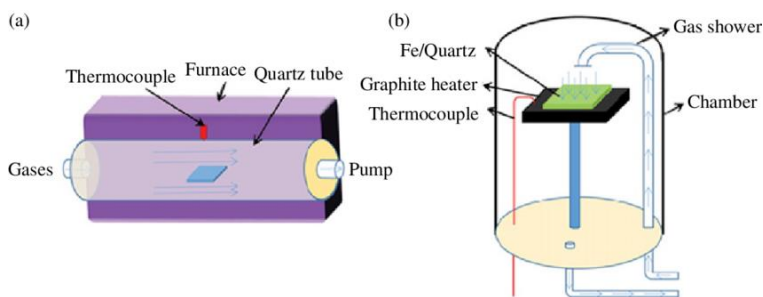 (a)
Thermocouple
Furnace
Quartz tube
Gases
Pump
(b)
Fe/Quartz
Graphite heater
Thermocouple
Gas shower
Chamber